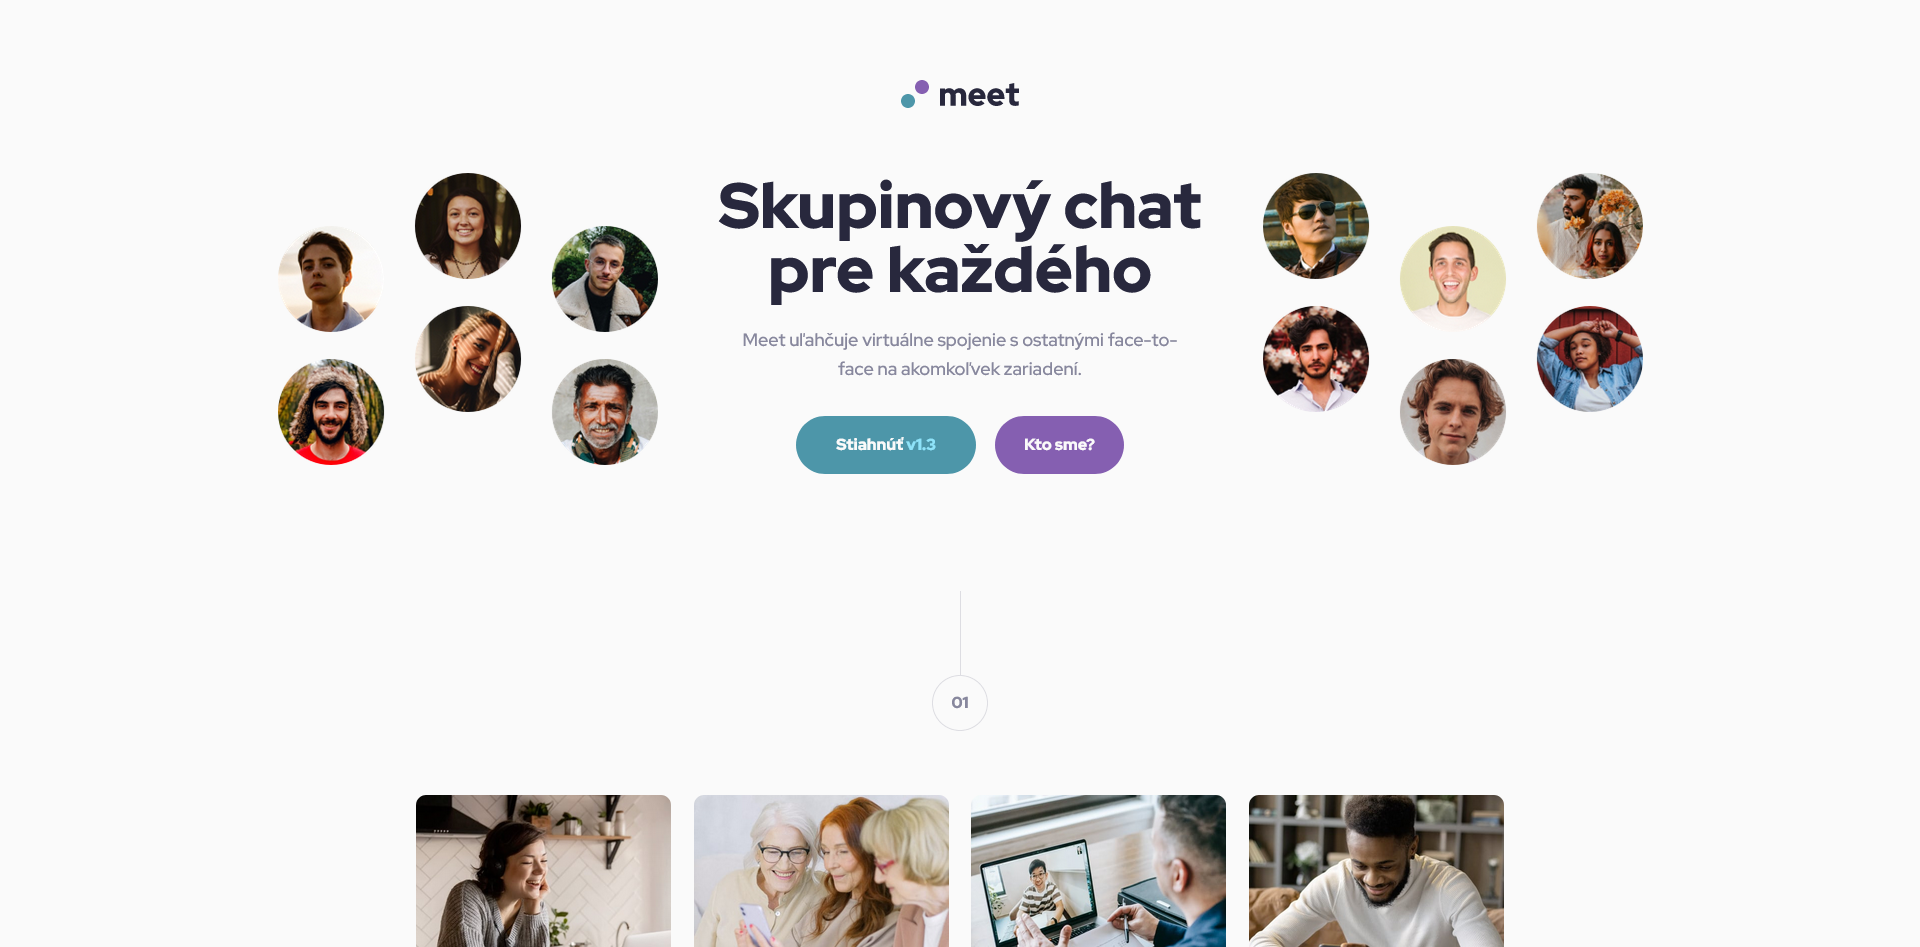 meet
Skupinový chat
pre každého
Meet uľahčuje virtuálne spojenie s ostatnými face-to-
face na akomkoľvek zariadení.
Stiahnúť v1.3
Kto sme?
01